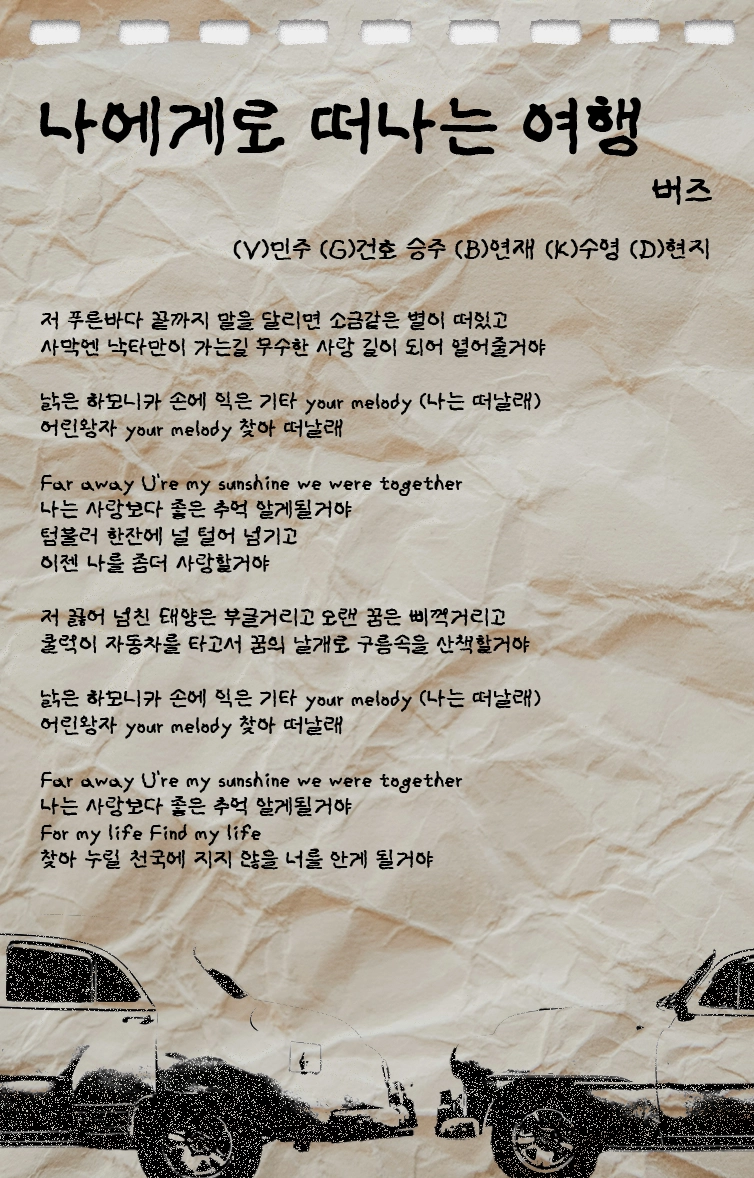 나에게로 떠나는 여행
버즈
(V)민주 (G)건호 승주 (B)연재 (K)수영 (D)현지
저 푸른바다 끝까지 말을 달리면 소금같은 별이 떠있고
사막엔 낙타만이 가는길 무수한 사랑 길이 되어 열어줄거야
낡은 하모니카 손에 익은 기타 your melody (나는 떠날래)
어린왕자 your melody 찾아 떠날래
Far away U're my sunshine we were together
나는 사랑보다 좋은 추억 알게될거야
텀블러 한잔에 널 털어 넘기고
이젠 나를 좀더 사랑할거야
저 끓어 넘친 태양은 부글거리고 오랜 꿈은 삐걱거리고
쿨럭이 자동차를 타고서 꿈의 날개로 구름속을 산책할거야
낡은 하모니카 손에 익은 기타 your melody (나는 떠날래)
어린왕자 your melody 찾아 떠날래
Far away U're my sunshine we were together
나는 사랑보다 좋은 추억 알게될거야
For my life Find my life
찾아 누릴 천국에 지지 않을 너를 안게 될거야